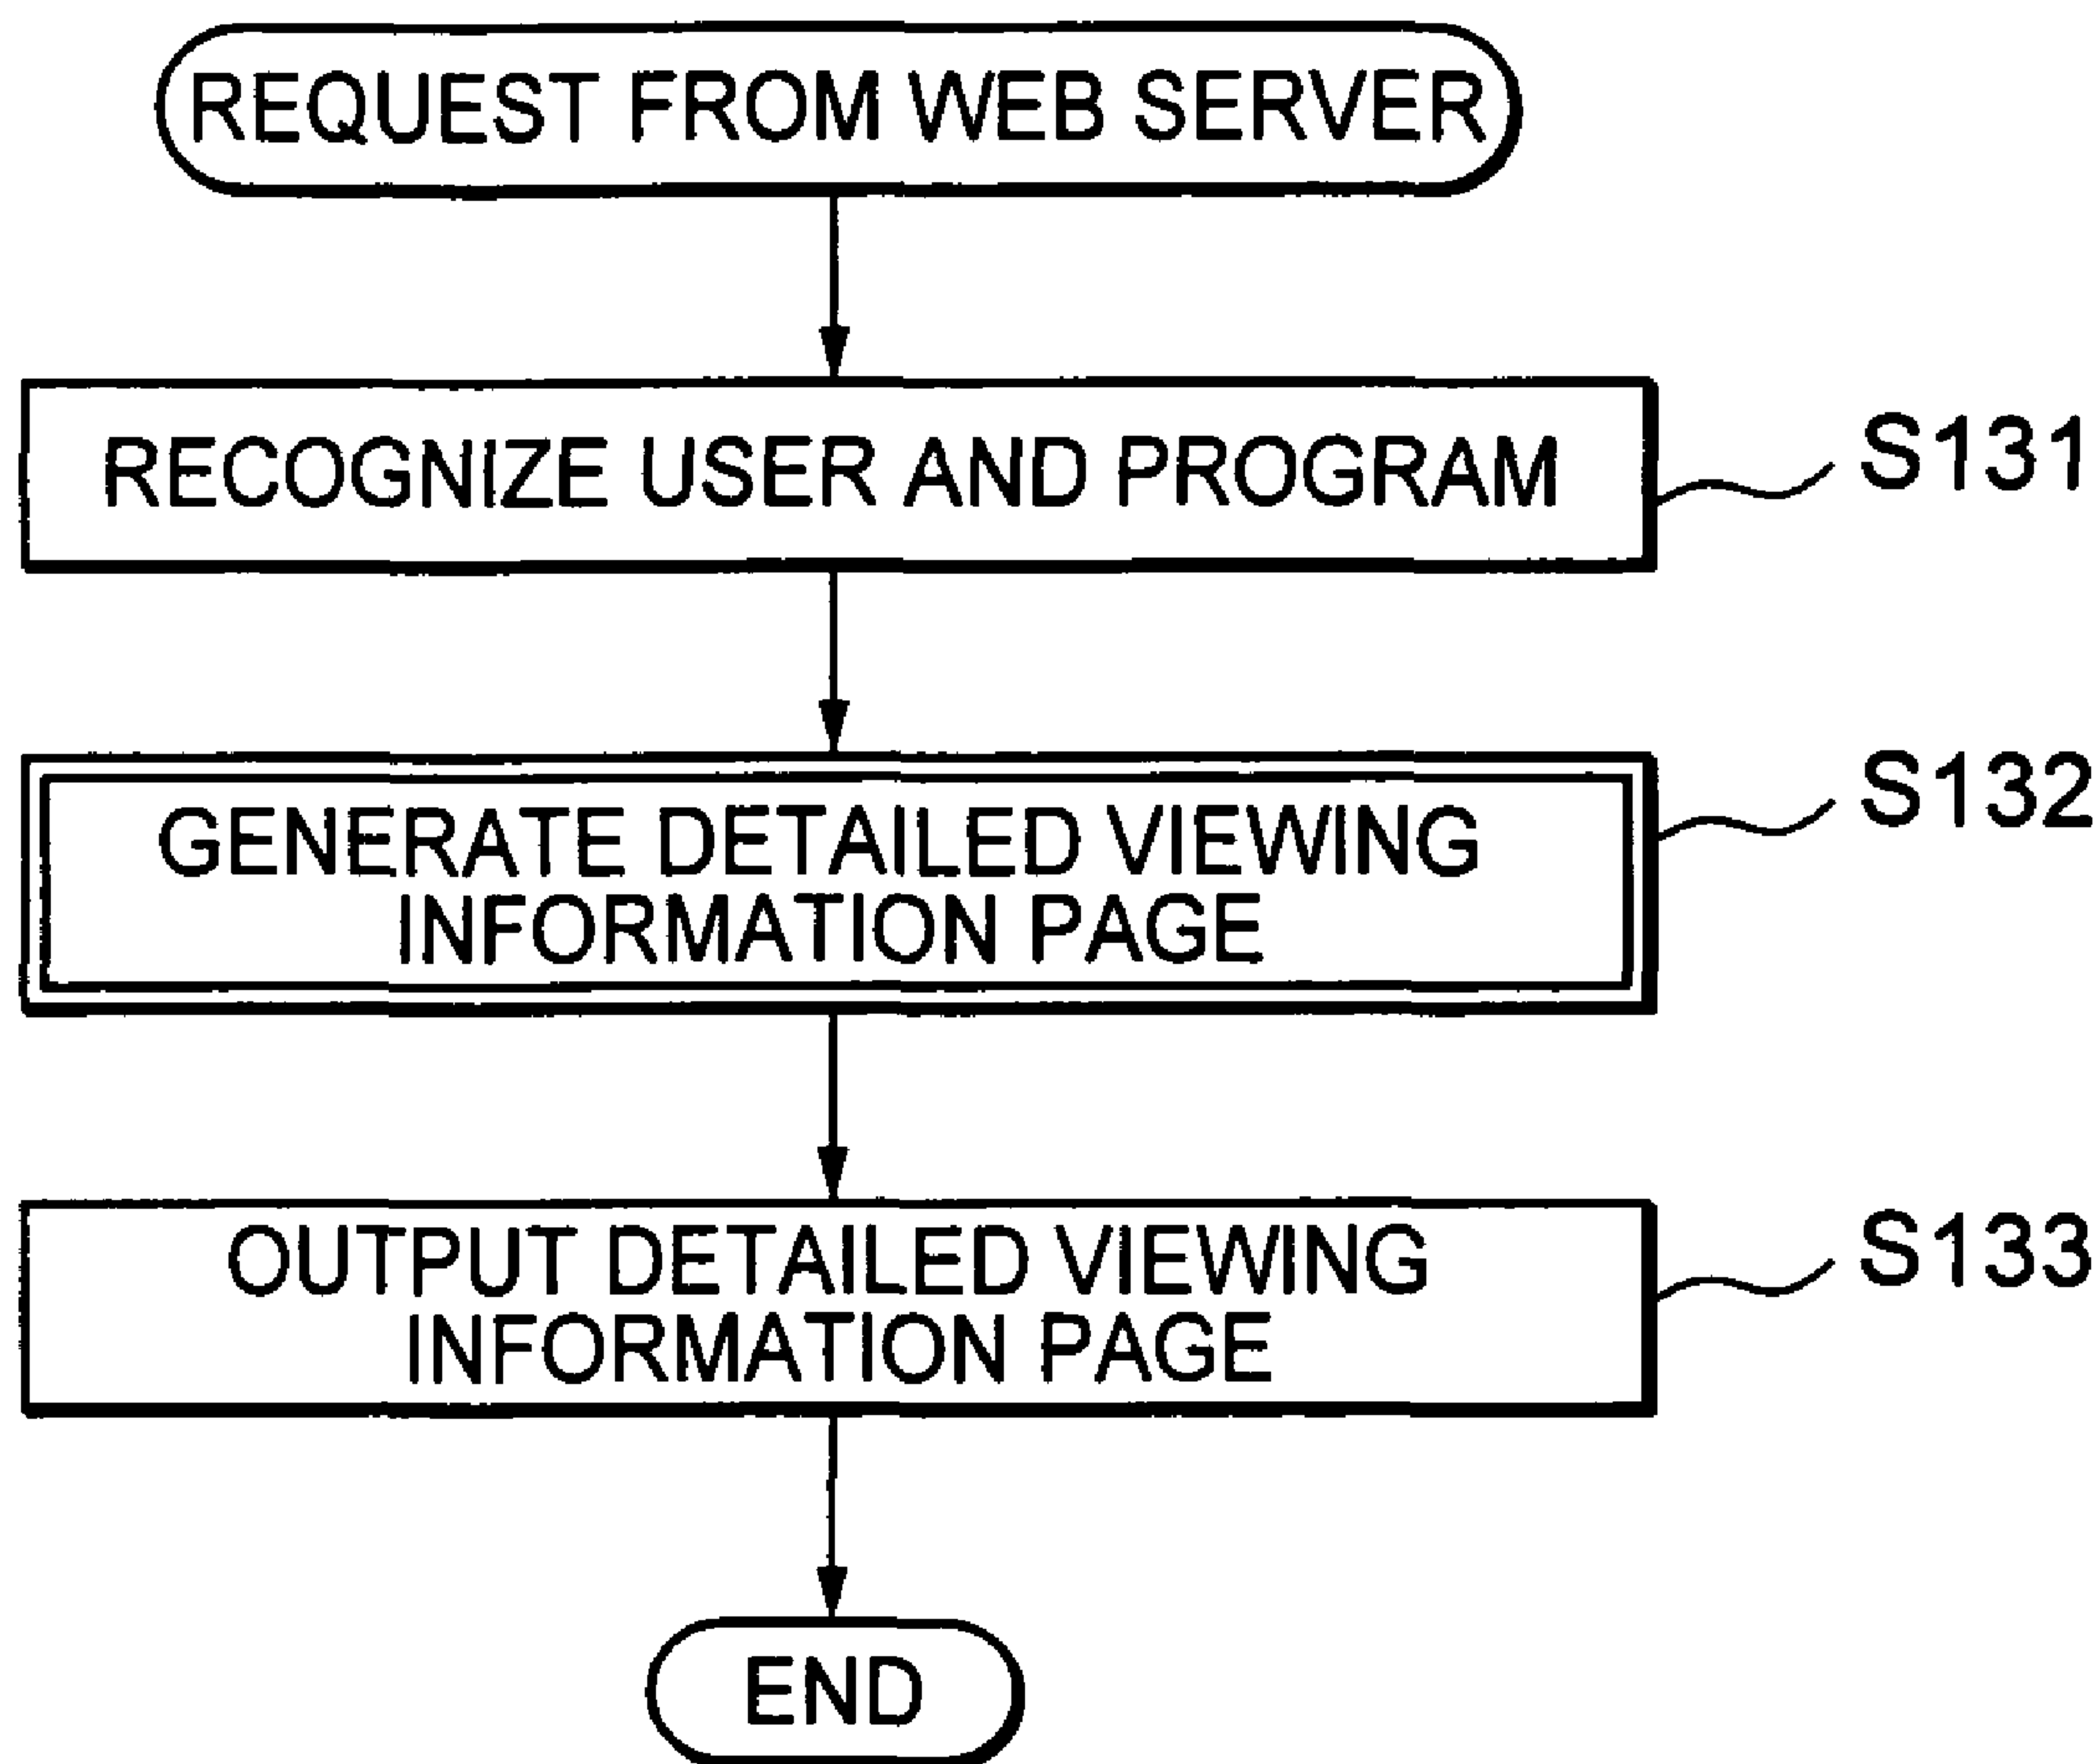 REQUEST FROM WEB SERVER
RECOGNIZE USER AND PROGRAM
S131
GENERATE DETAILED VIEWING
INFORMATION PAGE
S132
OUTPUT DETAILED VIEWING
INFORMATION PAGE
S133
END